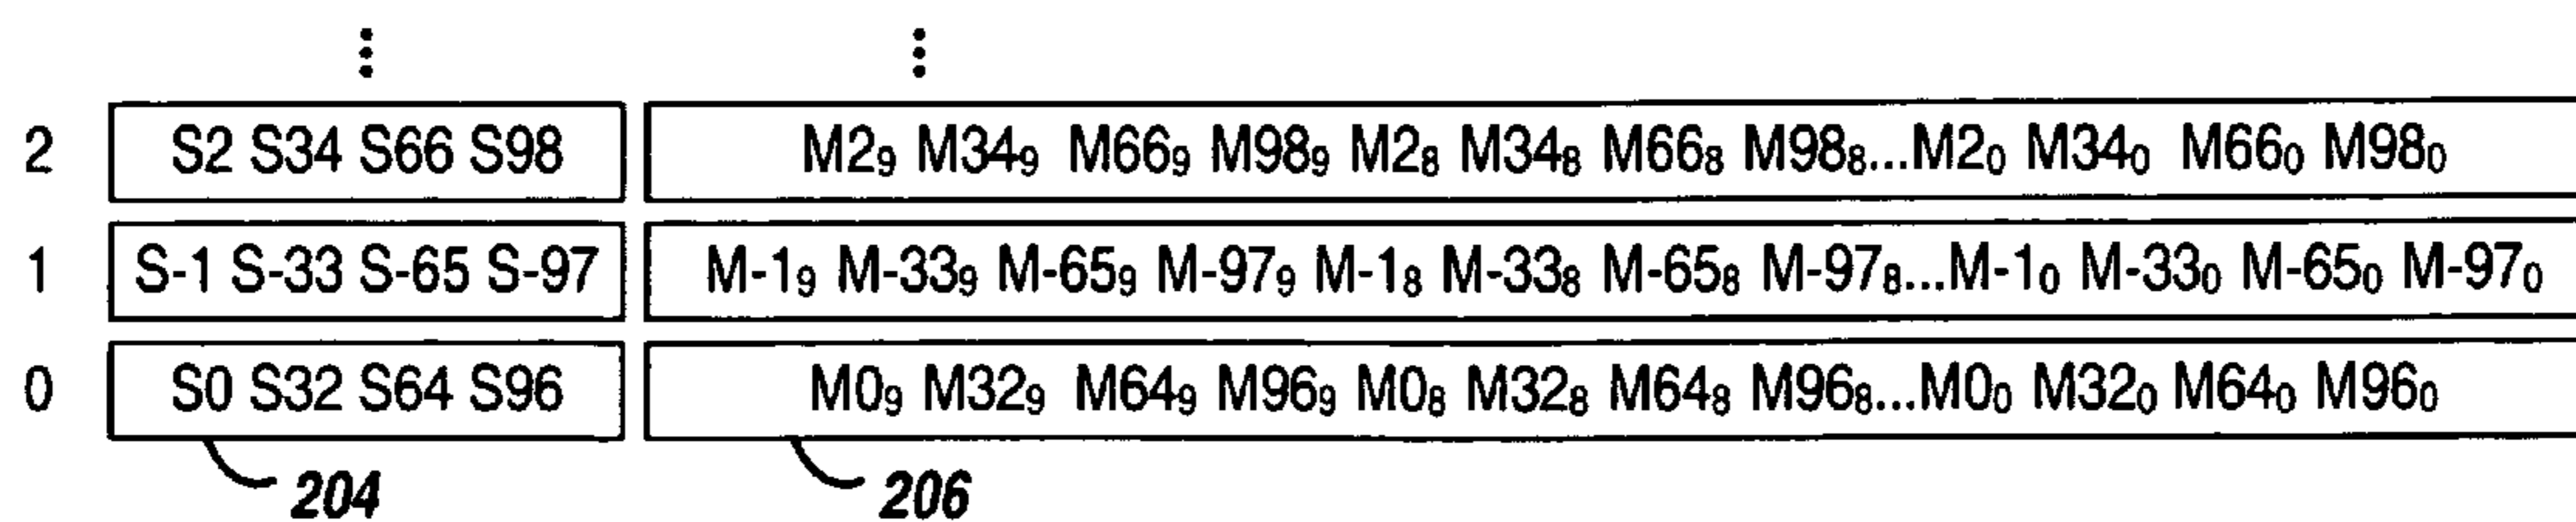 2 S2 S34 S66 S98 M2₉ M34₉ M66₉ M98₉ M2₈ M34₈ M66₈ M98₈...M2₀ M34₀ M66₀ M98₀
1 S-1 S-33 S-65 S-97 M-1₉ M-33₉ M-65₉ M-97₉ M-1₈ M-33₈ M-65₈ M-97₈...M-1₀ M-33₀ M-65₀ M-97₀
0 S0 S32 S64 S96 M0₉ M32₉ M64₉ M96₉ M0₈ M32₈ M64₈ M96₈...M0₀ M32₀ M64₀ M96₀
204 206